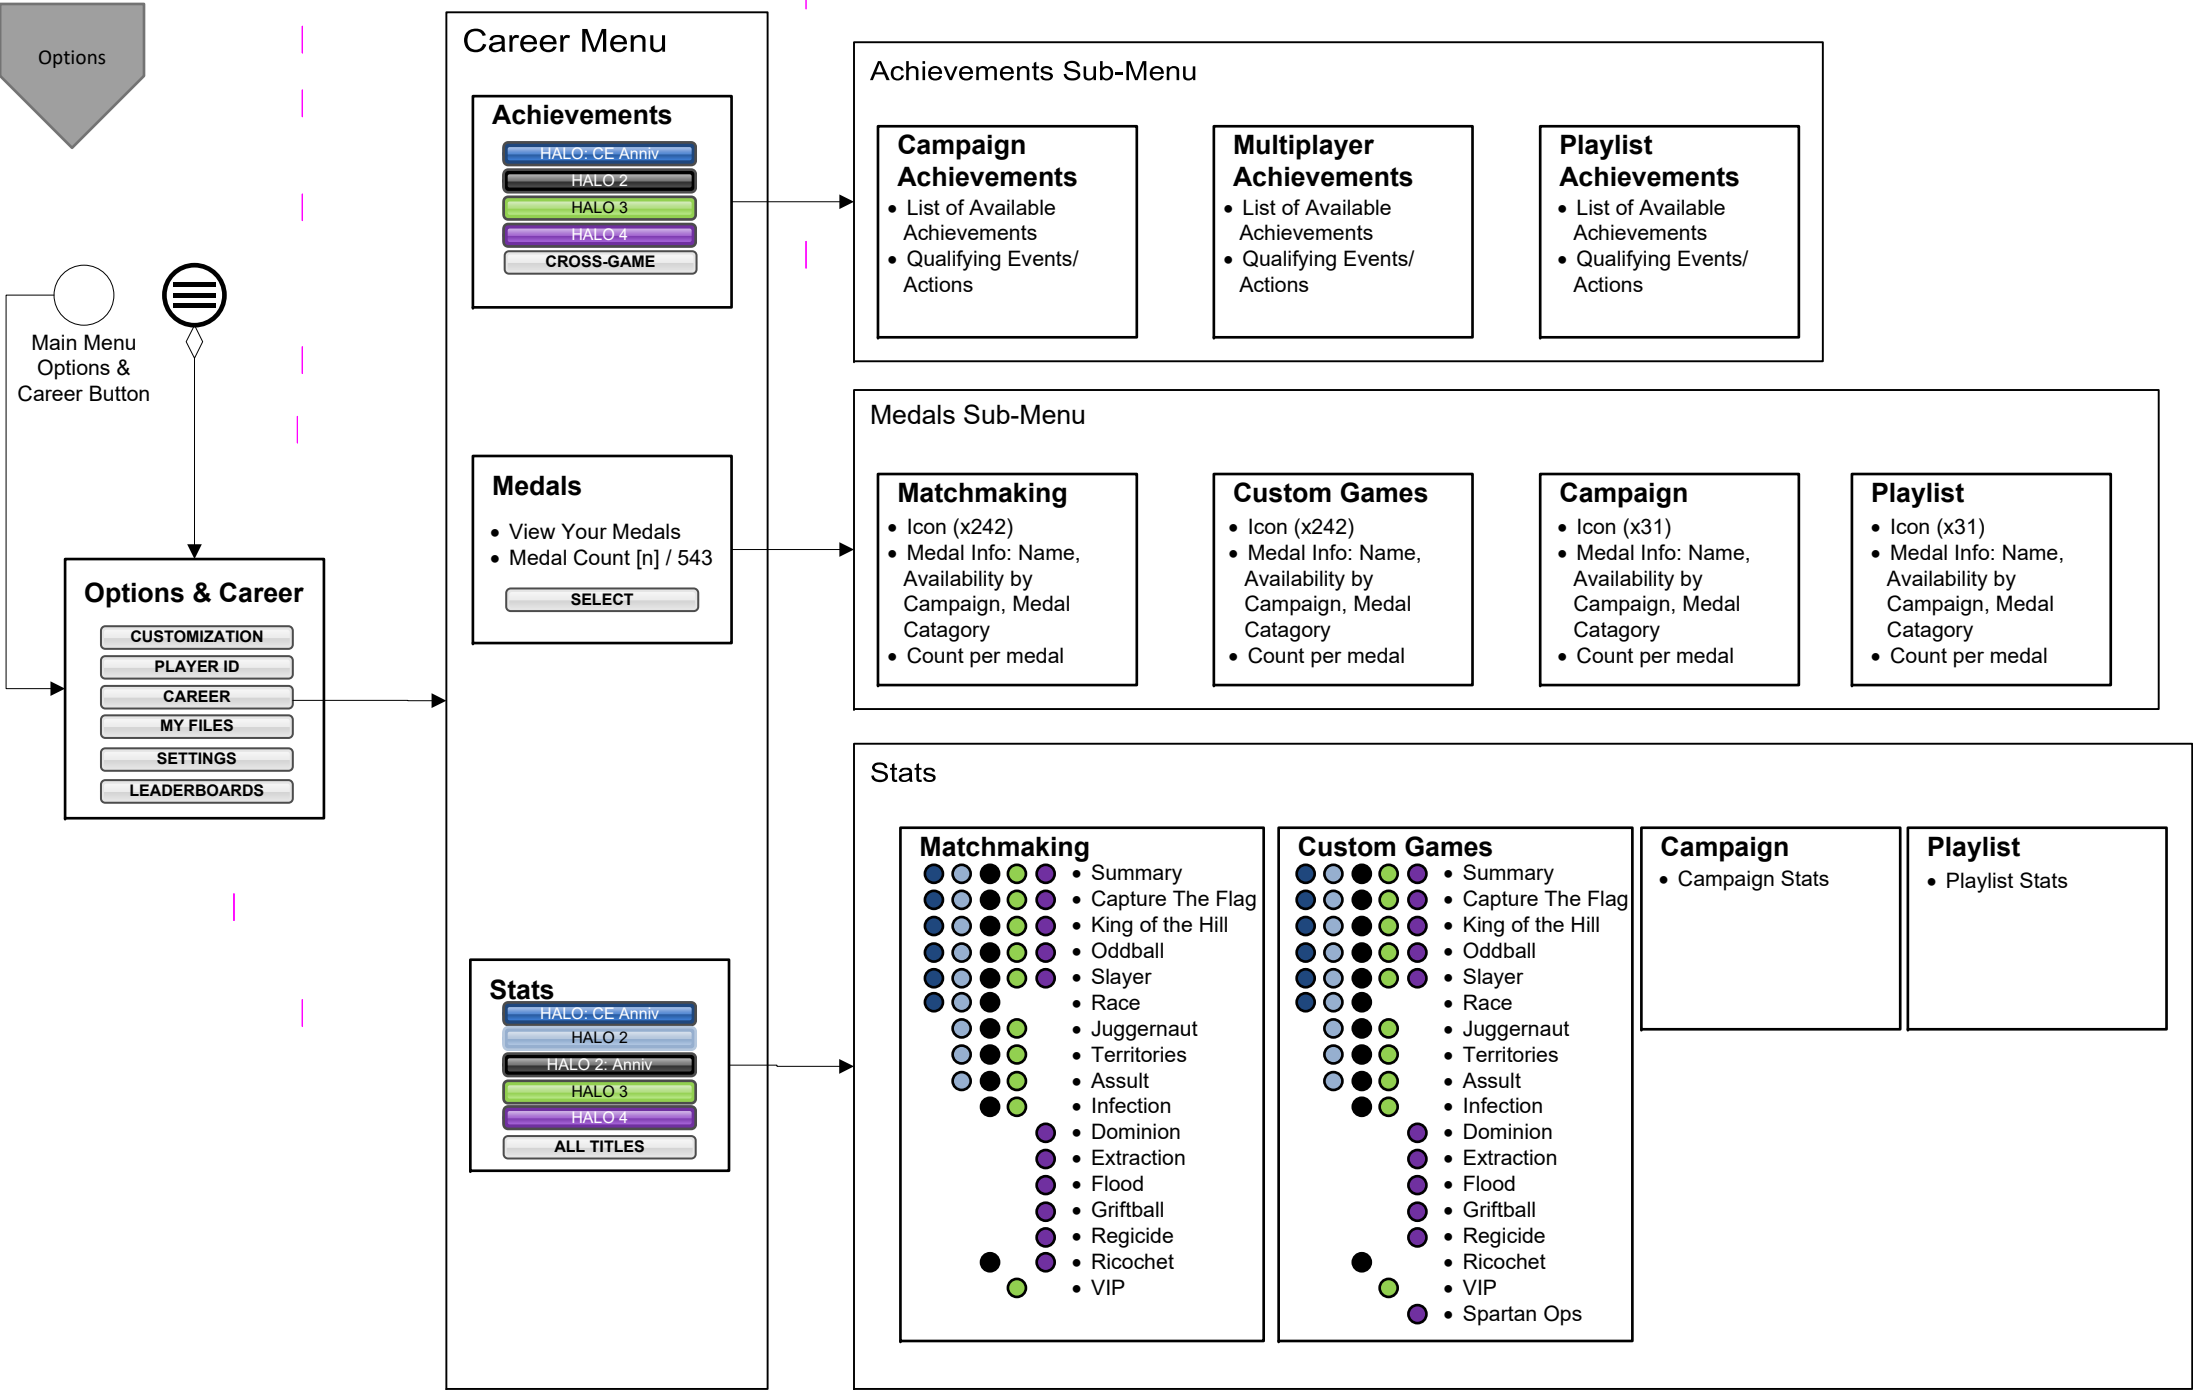 Options
Main Menu
Options &
Career Button
Options & Career
CUSTOMIZATION
PLAYER ID
CAREER
MY FILES
SETTINGS
LEADERBOARDS
Career Menu
Achievements
HALO: CE Anniv
HALO 2
HALO 3
HALO 4
CROSS-GAME
Medals
• View Your Medals
• Medal Count [n] / 543
SELECT
Stats
HALO: CE Anniv
HALO 2
HALO 2: Anniv
HALO 3
HALO 4
ALL TITLES
Achievements Sub-Menu
Campaign
Achievements
• List of Available
Achievements
• Qualifying Events/
Actions
Multiplayer
Achievements
• List of Available
Achievements
• Qualifying Events/
Actions
Playlist
Achievements
• List of Available
Achievements
• Qualifying Events/
Actions
Medals Sub-Menu
Matchmaking
• Icon (x242)
• Medal Info: Name,
Availability by
Campaign, Medal
Catagory
• Count per medal
Custom Games
• Icon (x242)
• Medal Info: Name,
Availability by
Campaign, Medal
Catagory
• Count per medal
Campaign
• Icon (x31)
• Medal Info: Name,
Availability by
Campaign, Medal
Catagory
• Count per medal
Playlist
• Icon (x31)
• Medal Info: Name,
Availability by
Campaign, Medal
Catagory
• Count per medal
Stats
Matchmaking
• Summary
• Capture The Flag
• King of the Hill
• Oddball
• Slayer
• Race
• Juggernaut
• Territories
• Assult
• Infection
• Dominion
• Extraction
• Flood
• Griftball
• Regicide
• Ricochet
• VIP
Custom Games
• Summary
• Capture The Flag
• King of the Hill
• Oddball
• Slayer
• Race
• Juggernaut
• Territories
• Assult
• Infection
• Dominion
• Extraction
• Flood
• Griftball
• Regicide
• Ricochet
• VIP
• Spartan Ops
Campaign
• Campaign Stats
Playlist
• Playlist Stats